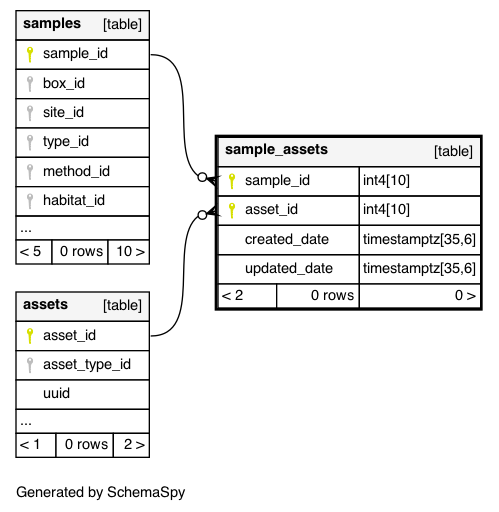 samples [table]
sample_id
box_id
site_id
type_id
method_id
habitat_id
...
< 5 0 rows 10 >
sample_assets [table]
sample_id int4[10]
asset_id int4[10]
created_date timestamptz[35,6]
updated_date timestamptz[35,6]
< 2 0 rows 0 >
assets [table]
asset_id
asset_type_id
uuid
...
< 1 0 rows 2 >
Generated by SchemaSpy